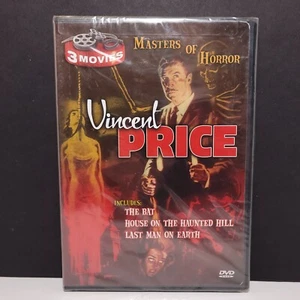 3 MOVIES
MASTERS OF HORROR
Vincent
PRICE
INCLUDES:
THE BAT
HOUSE ON THE HAUNTED HILL
LAST MAN ON EARTH
DVD